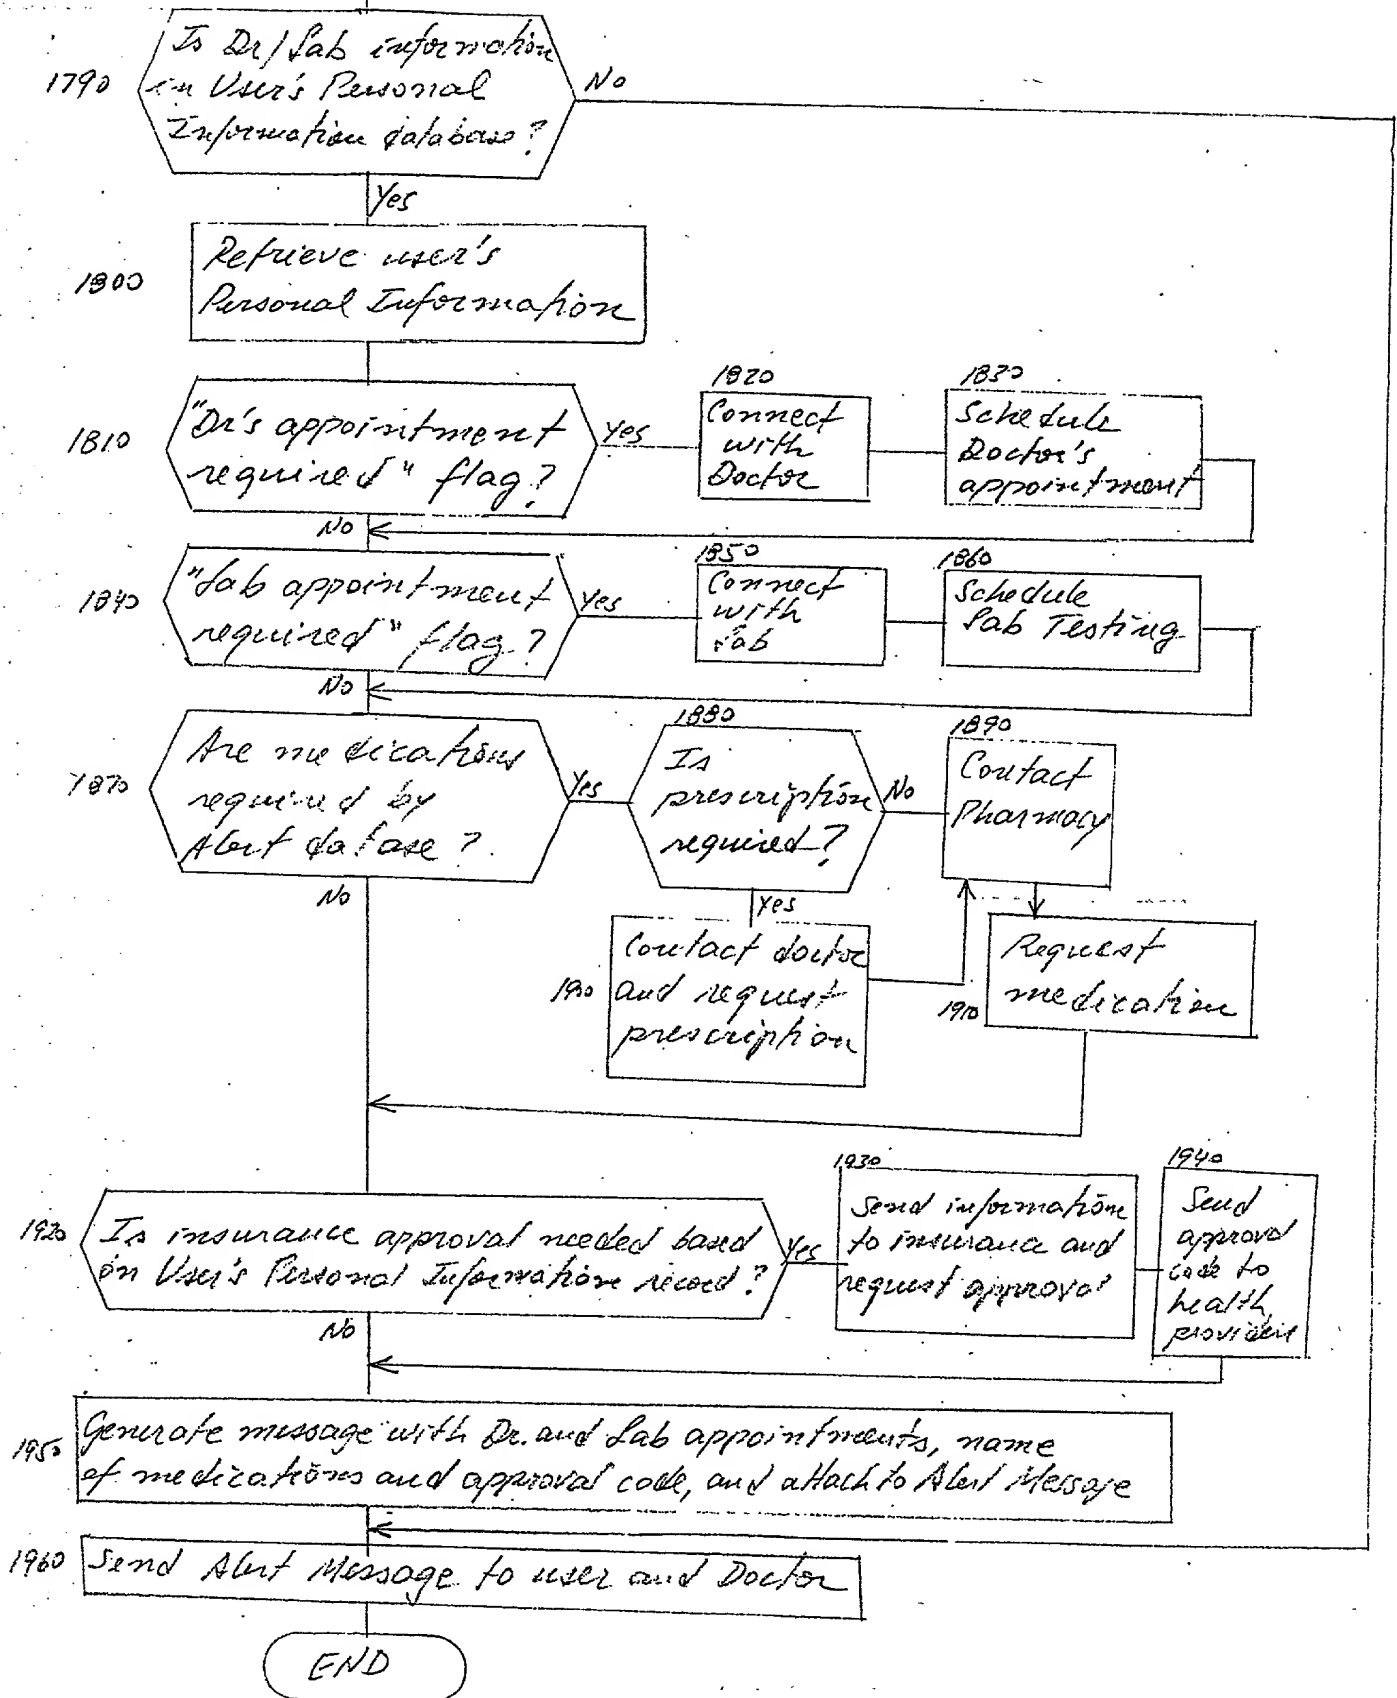 Is Dr/Lab information
1790 in User's Personal
Information database?
No
Yes
1800
Retrieve user's
Personal Information
1810
"Dr's appointment
required" flag?
Yes
1820
Connect
with
Doctor
1830
Schedule
Doctor's
appointment
No
1840
"Lab appointment
required" flag?
Yes
1850
Connect
with
Lab
1860
Schedule
Lab Testing
No
1870
Are medications
required by
Alert database?
Yes
1880
Is
prescription
required?
No
1890
Contact
Pharmacy
No
Yes
1900
Contact doctor
and request
prescription
1910
Request
medication
1920
Is insurance approval needed based
on User's Personal Information record?
Yes
1930
Send information
to insurance and
request approval
1940
Send
approval
code to
health
provider
No
1950
Generate message with Dr. and Lab appointments, name
of medications and approval code, and attach to Alert Message
1960
Send Alert Message to user and Doctor
END